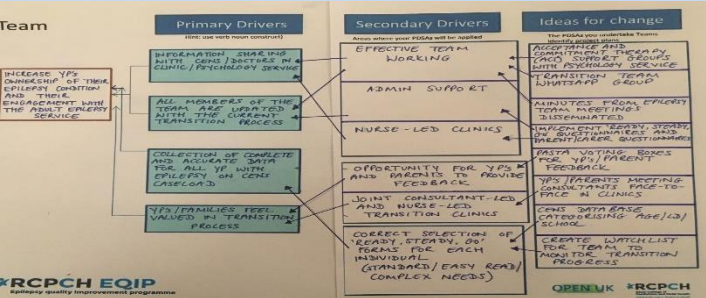 Team
Primary Drivers
Hint: use verb noun construct)
Secondary Drivers
Areas where your PDSAs will be applied
Ideas for change
The PDSAs you undertake Teams
identify project plans
INCREASE YP'S
OWNERSHIP OF THEIR
EPILEPSY CONDITION
AND THEIR
ENGAGEMENT WITH
THE ADULT EPILEPSY
SERVICE
INFORMATION SHARING
WITH CENS/DOCTORS IN
CLINIC/PSYCHOLOGY SERVICE
ALL MEMBERS OF THE
TEAM ARE UPDATED
WITH THE CURRENT
TRANSITION PROCESS
COLLECTION OF COMPLETE
AND ACCURATE DATA
FOR ALL YP WITH
EPILEPSY ON CENS
CASELOAD
YP'S/FAMILIES FEEL
VALUED IN TRANSITION
PROCESS
EFFECTIVE TEAM
WORKING
ADMIN SUPPORT
NURSE-LED CLINICS
OPPORTUNITY FOR YP'S
AND PARENTS TO PROVIDE
FEEDBACK
JOINT CONSULTANT-LED
AND NURSE-LED
TRANSITION CLINICS
CORRECT SELECTION OF
'READY, STEADY, GO'
FORMS FOR EACH
INDIVIDUAL
(STANDARD/EASY READ/
COMPLEX NEEDS)
ACCEPTANCE AND
COMMITMENT THERAPY
(ACT) SUPPORT GROUPS
WITH PSYCHOLOGY SERVICE
TRANSITION TEAM
WHATSAPP GROUP
MINUTES FROM EPILEPSY
TEAM MEETINGS
DISSEMINATED
IMPLEMENT 'READY, STEADY,
GO' QUESTIONNAIRES AND
PARENT/CARER QUESTIONNAIRES
PASTA VOTING BOXES
FOR YP'S/PARENT
FEEDBACK
YP'S/PARENTS MEETING
CONSULTANTS FACE-TO-
FACE IN CLINICS
CENS DATABASE
CATEGORISING AGE/LD/
SCHOOL
CREATE WATCHLIST
FOR TEAM TO
MONITOR TRANSITION
PROGRESS
RCPCH EQIP
Epilepsy quality improvement programme
OPEN UK
RCPCH